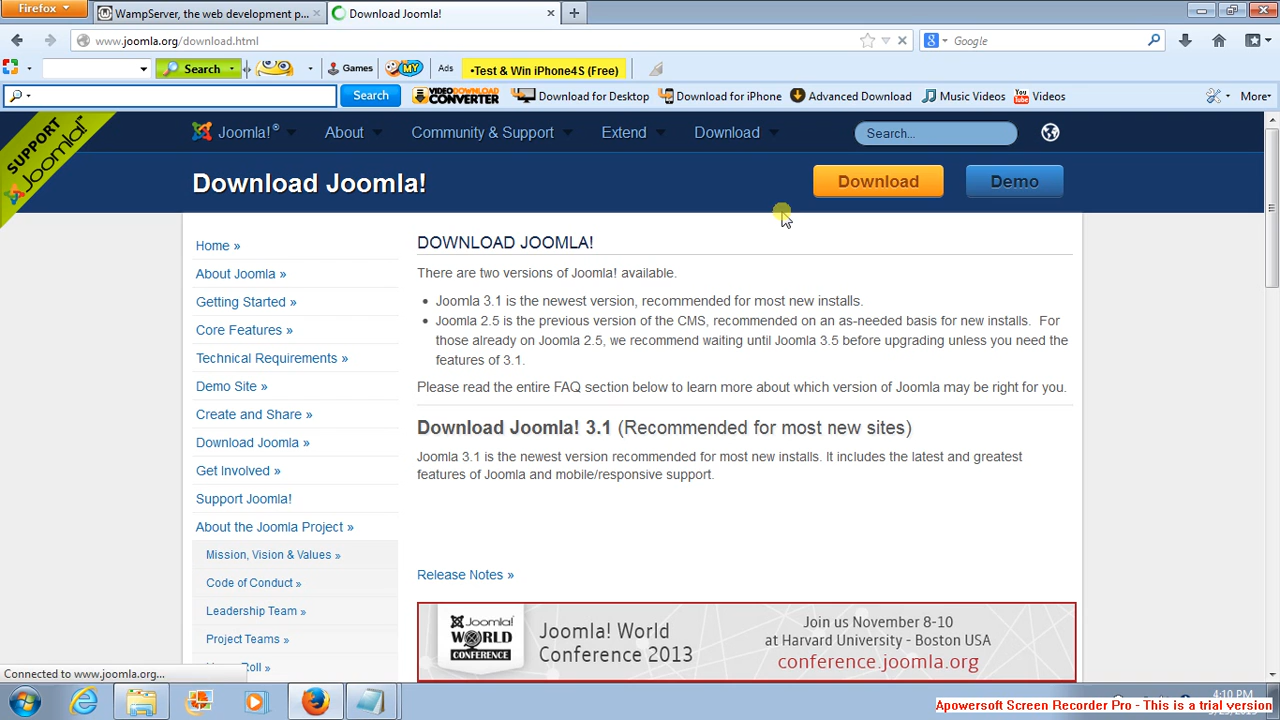 Firefox
WampServer, the web development p...
Download Joomla!
www.joomla.org/download.html
Google
Search
Games
MY
Ads
•Test & Win iPhone4S (Free)
Search
VIDEO DOWNLOAD CONVERTER
Download for Desktop
Download for iPhone
Advanced Download
Music Videos
You Tube
Videos
More
SUPPORT Joomla!
Joomla!®
About
Community & Support
Extend
Download
Search...
Download Joomla!
Download
Demo
Home »
About Joomla »
Getting Started »
Core Features »
Technical Requirements »
Demo Site »
Create and Share »
Download Joomla »
Get Involved »
Support Joomla!
About the Joomla Project »
Mission, Vision & Values »
Code of Conduct »
Leadership Team »
Project Teams »
DOWNLOAD JOOMLA!
There are two versions of Joomla! available.
• Joomla 3.1 is the newest version, recommended for most new installs.
• Joomla 2.5 is the previous version of the CMS, recommended on an as-needed basis for new installs. For
those already on Joomla 2.5, we recommend waiting until Joomla 3.5 before upgrading unless you need the
features of 3.1.
Please read the entire FAQ section below to learn more about which version of Joomla may be right for you.
Download Joomla! 3.1 (Recommended for most new sites)
Joomla 3.1 is the newest version recommended for most new installs. It includes the latest and greatest
features of Joomla and mobile/responsive support.
Release Notes »
Joomla!
WORLD
CONFERENCE
Joomla! World
Conference 2013
Join us November 8-10
at Harvard University - Boston USA
conference.joomla.org
Connected to www.joomla.org...
4:10 PM
Apowersoft Screen Recorder Pro - This is a trial version